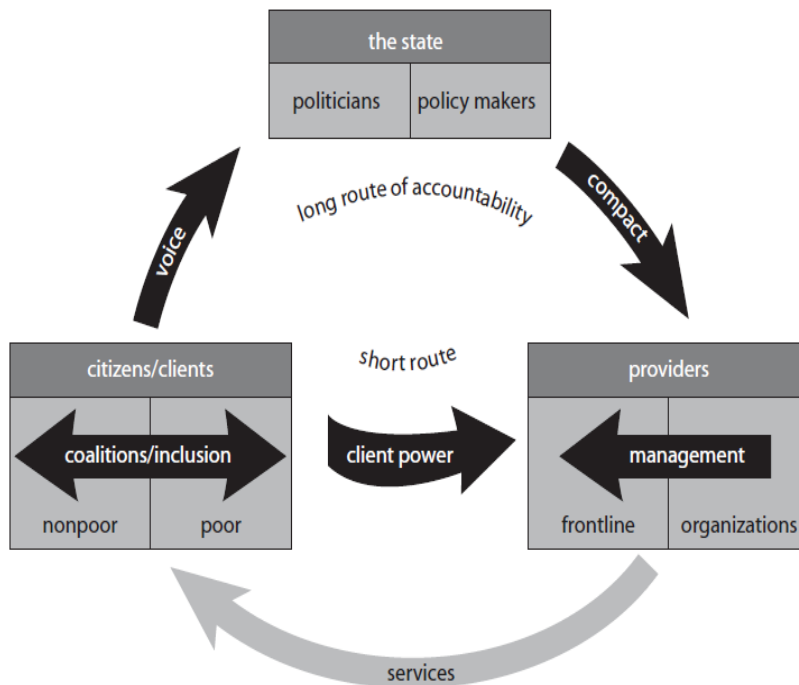 the state
politicians
policy makers
long route of accountability
voice
compact
short route
citizens/clients
providers
coalitions/inclusion
client power
management
nonpoor
poor
frontline
organizations
services